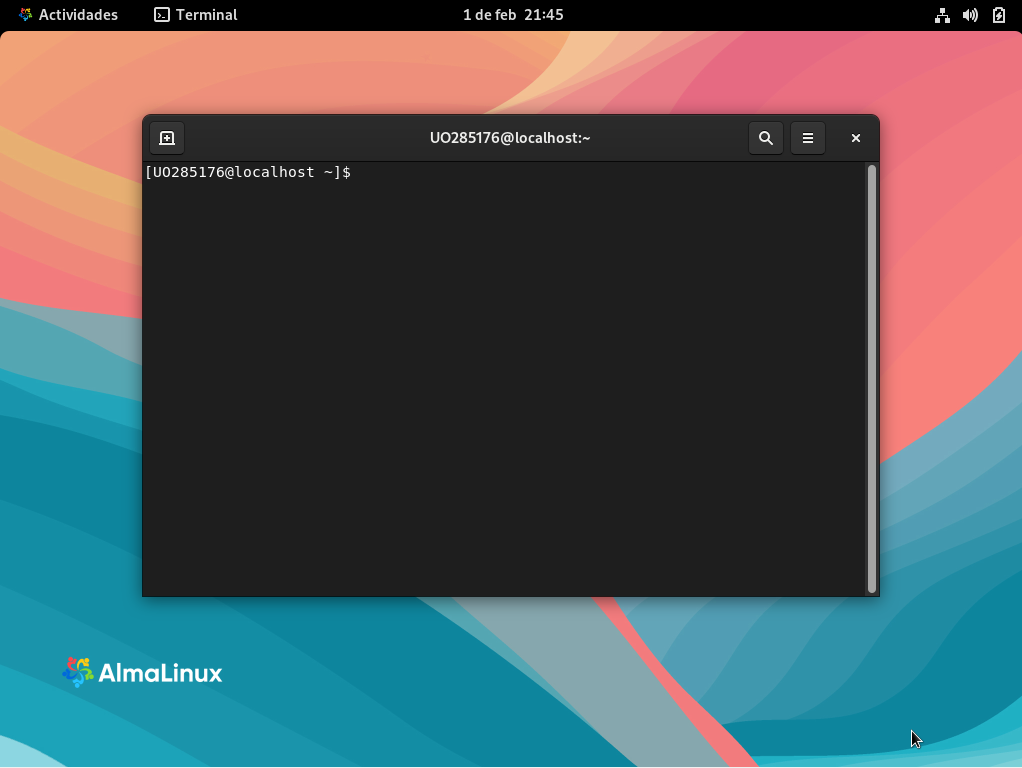 Actividades Terminal 1 de feb 21:45
UO285176@localhost:~
[UO285176@localhost ~]$
AlmaLinux